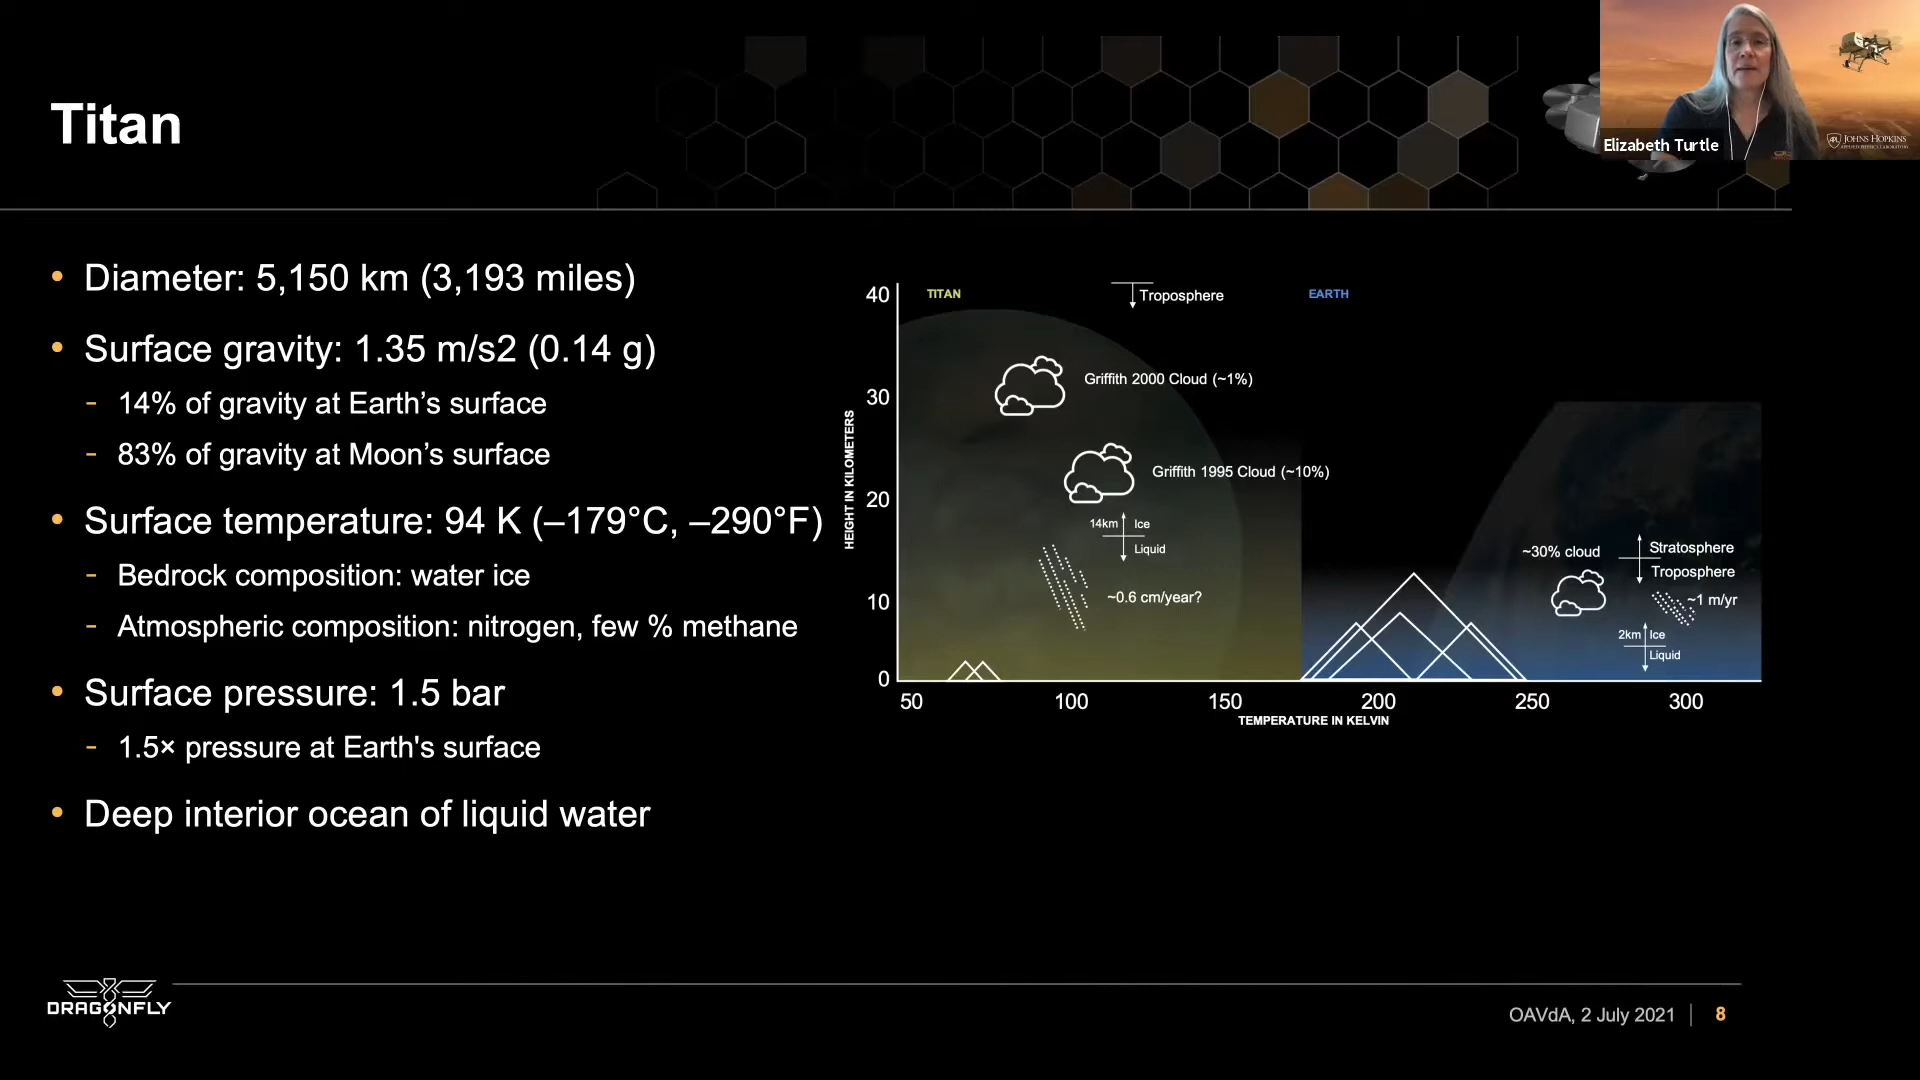 Titan
Elizabeth Turtle
JOHNS HOPKINS
APPLIED PHYSICS LABORATORY
• Diameter: 5,150 km (3,193 miles)
• Surface gravity: 1.35 m/s2 (0.14 g)
- 14% of gravity at Earth’s surface
- 83% of gravity at Moon’s surface
• Surface temperature: 94 K (–179°C, –290°F)
- Bedrock composition: water ice
- Atmospheric composition: nitrogen, few % methane
• Surface pressure: 1.5 bar
- 1.5× pressure at Earth's surface
• Deep interior ocean of liquid water
HEIGHT IN KILOMETERS
40
30
20
10
0
TITAN
Troposphere
EARTH
Griffith 2000 Cloud (~1%)
Griffith 1995 Cloud (~10%)
14km Ice
Liquid
~0.6 cm/year?
~30% cloud
Stratosphere
Troposphere
~1 m/yr
2km Ice
Liquid
50 100 150 200 250 300
TEMPERATURE IN KELVIN
DRAGONFLY
OAVdA, 2 July 2021 | 8